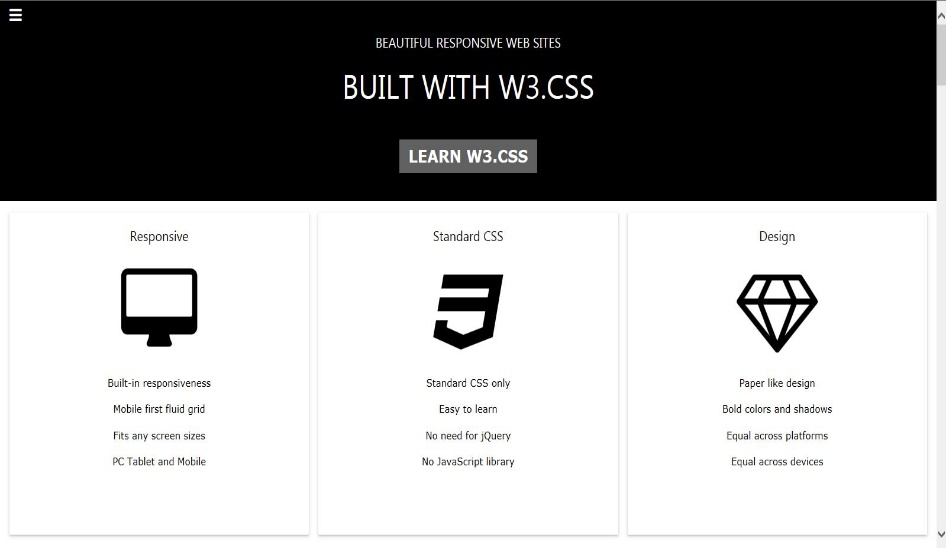 BEAUTIFUL RESPONSIVE WEB SITES
BUILT WITH W3.CSS
LEARN W3.CSS
Responsive
Built-in responsiveness
Mobile first fluid grid
Fits any screen sizes
PC Tablet and Mobile
Standard CSS
Standard CSS only
Easy to learn
No need for jQuery
No JavaScript library
Design
Paper like design
Bold colors and shadows
Equal across platforms
Equal across devices